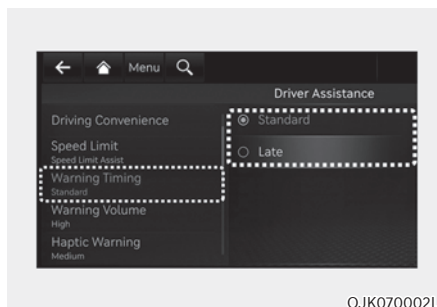 Menu
Driver Assistance
Driving Convenience
Speed Limit
Speed Limit Assist
Warning Timing
Standard
Warning Volume
High
Haptic Warning
Medium
Standard
Late
OJK070002L